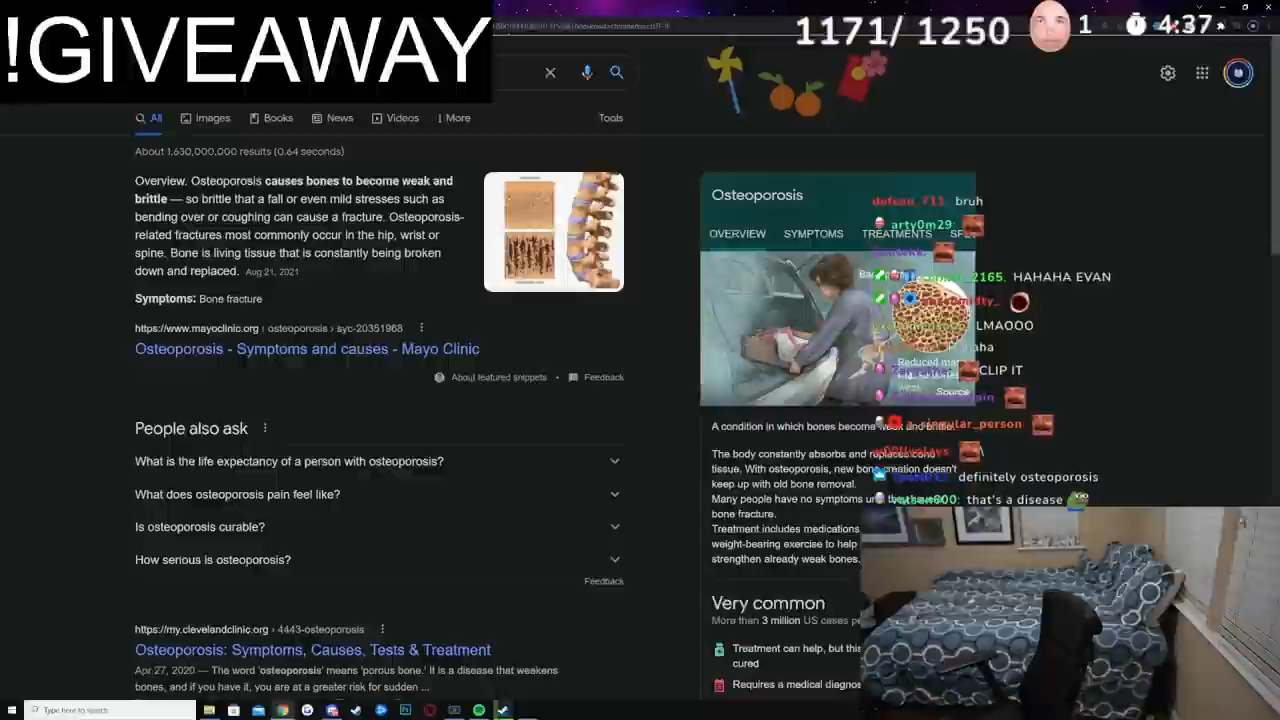 !GIVEAWAY
1171/ 1250
1
4:37
All
Images
Books
News
Videos
More
Tools
About 1,630,000,000 results (0.64 seconds)
Overview. Osteoporosis causes bones to become weak and
brittle — so brittle that a fall or even mild stresses such as
bending over or coughing can cause a fracture. Osteoporosis-
related fractures most commonly occur in the hip, wrist or
spine. Bone is living tissue that is constantly being broken
down and replaced. Aug 21, 2021
Symptoms: Bone fracture
https://www.mayoclinic.org › osteoporosis › syc-20351968
Osteoporosis - Symptoms and causes - Mayo Clinic
About featured snippets • Feedback
People also ask
What is the life expectancy of a person with osteoporosis?
What does osteoporosis pain feel like?
Is osteoporosis curable?
How serious is osteoporosis?
Feedback
https://my.clevelandclinic.org › 4443-osteoporosis
Osteoporosis: Symptoms, Causes, Tests & Treatment
Apr 27, 2020 — The word 'osteoporosis' means 'porous bone.' It is a disease that weakens
bones, and if you have it, you are at a greater risk for sudden ...
Osteoporosis
OVERVIEW
SYMPTOMS
TREATMENTS
Reduced
Source
A condition in which bones become
The body constantly absorbs and replaces bone
tissue. With osteoporosis, new bone creation doesn't
keep up with old bone removal.
Many people have no symptoms until they have a
bone fracture.
Treatment includes medications
weight-bearing exercise to help
strengthen already weak bones.
Very common
More than 3 million US cases
Treatment can help, but this
cured
Requires a medical
bruh
arty0m29:
HAHAHA EVAN
LMAOOO
CLIP IT
a_singular_person
definitely osteoporosis
that's a disease
Type here to search